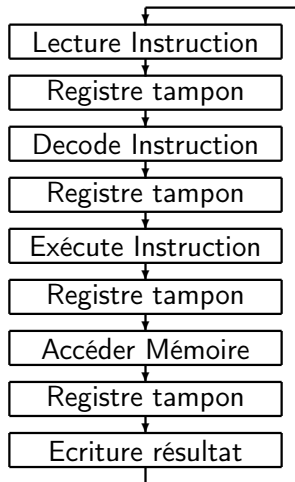 Lecture Instruction
Registre tampon
Decode Instruction
Registre tampon
Exécute Instruction
Registre tampon
Accéder Mémoire
Registre tampon
Ecriture résultat